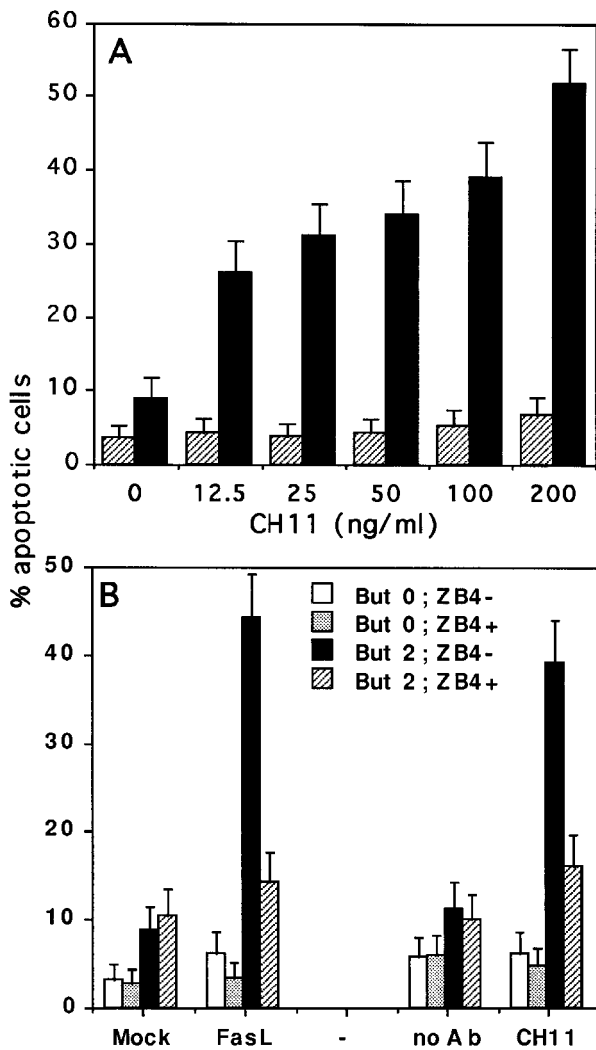 % apoptotic cells
A
60
50
40
30
20
10
0
0 12.5 25 50 100 200
CH11 (ng/ml)
B
50
40
30
20
10
0
But 0 ; ZB4-
But 0; ZB4+
But 2 ; ZB4-
But 2 ; ZB4+
Mock FasL - no Ab CH11